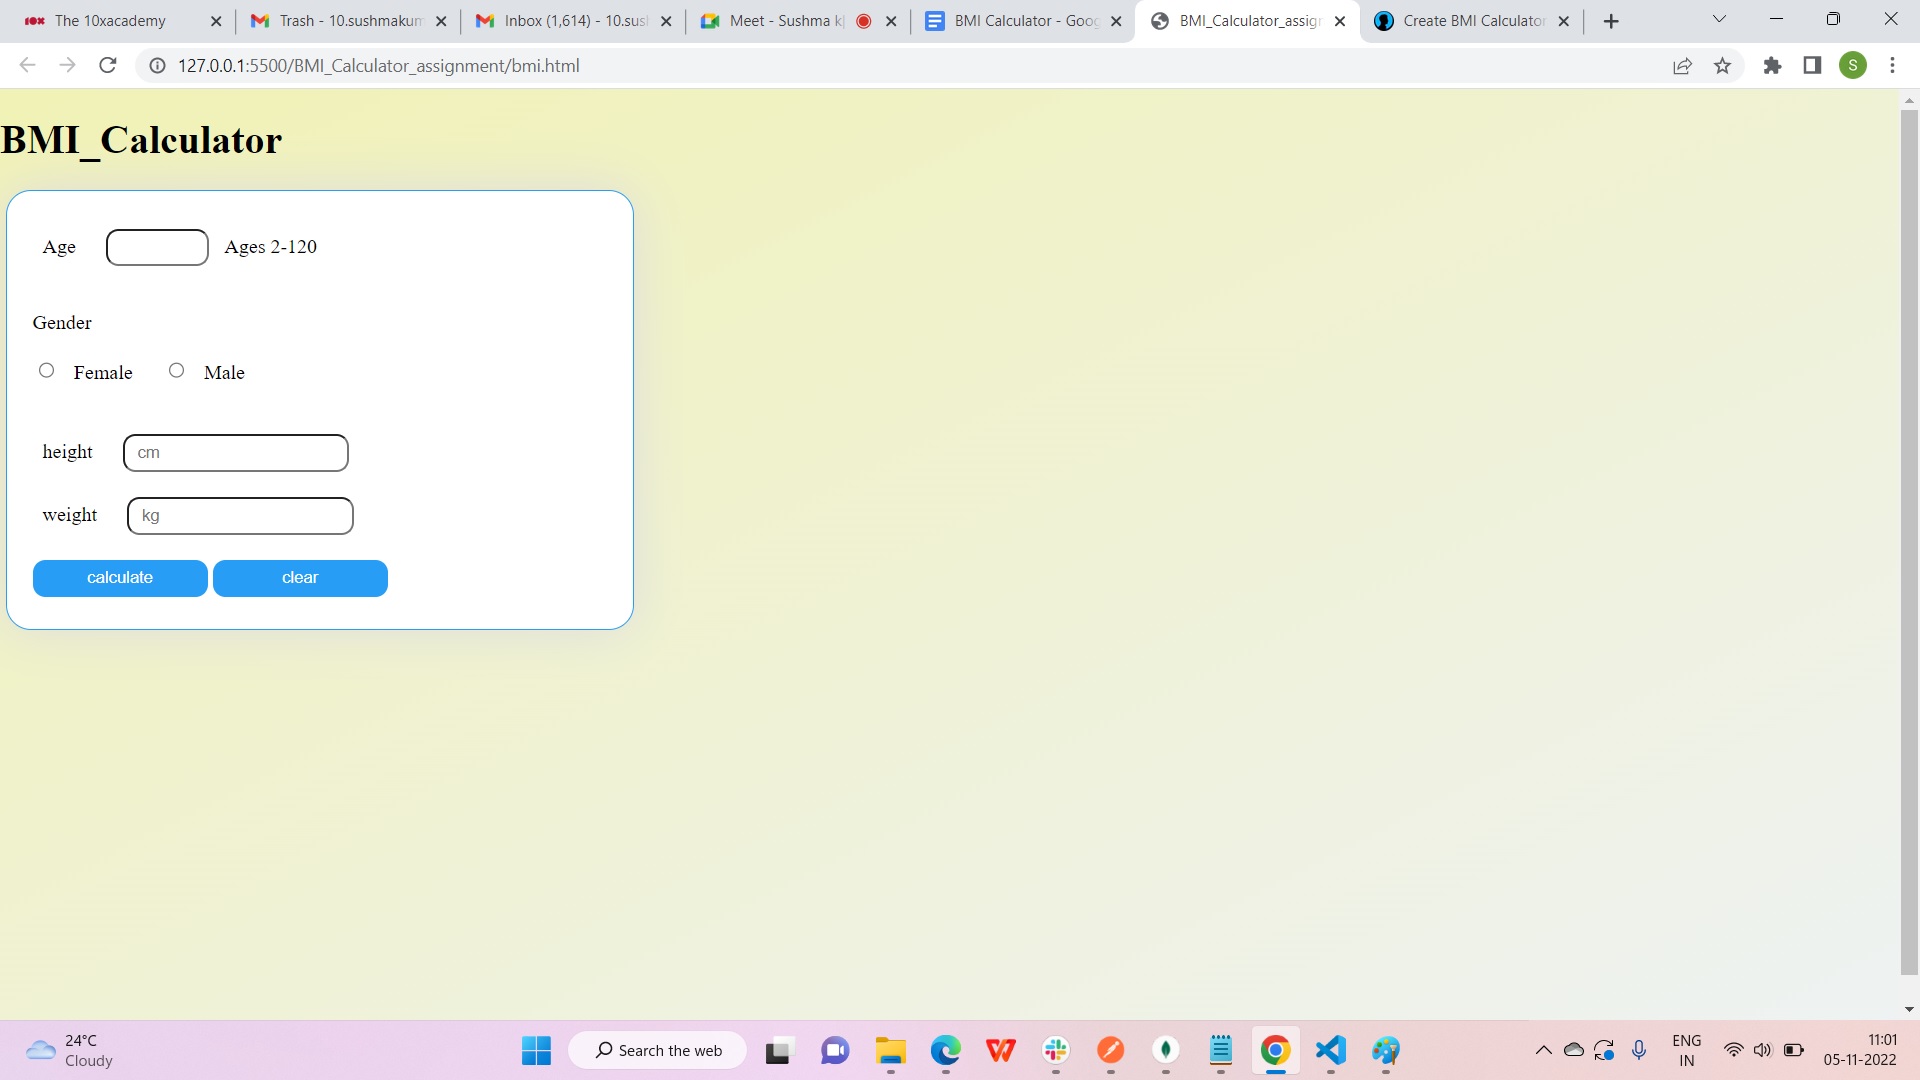 The 10xacademy
Trash - 10.sushmakum
Inbox (1,614) - 10.sush
Meet - Sushma k
BMI Calculator - Goog
BMI_Calculator_assign
Create BMI Calculator
127.0.0.1:5500/BMI_Calculator_assignment/bmi.html
S
BMI_Calculator
Age
Ages 2-120
Gender
Female
Male
height
cm
weight
kg
calculate
clear
24°C
Cloudy
Search the web
ENG
IN
11:01
05-11-2022